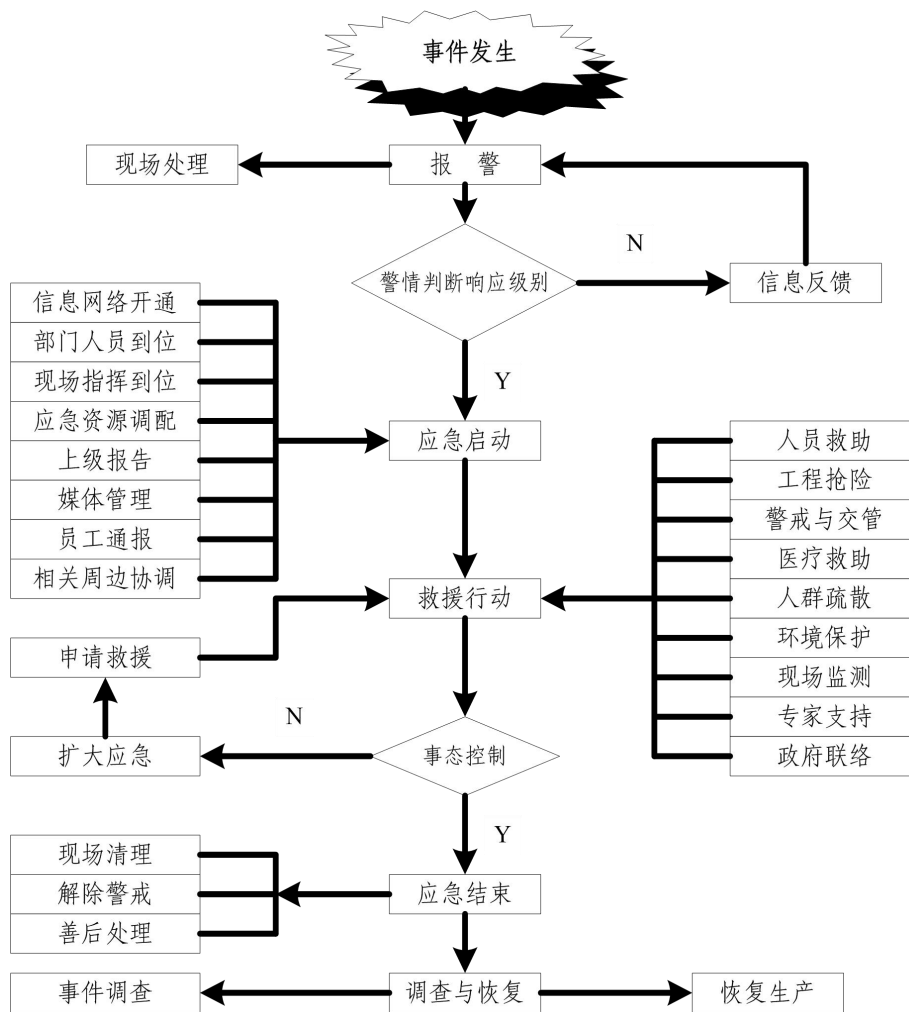 事件发生
现场处理
报　警
N
警情判断响应级别
信息反馈
信息网络开通
部门人员到位
现场指挥到位
应急资源调配
上级报告
媒体管理
员工通报
相关周边协调
Y
应急启动
人员救助
工程抢险
警戒与交管
医疗救助
人群疏散
环境保护
现场监测
专家支持
政府联络
救援行动
申请救援
N
扩大应急
事态控制
Y
现场清理
解除警戒
善后处理
应急结束
事件调查
调查与恢复
恢复生产